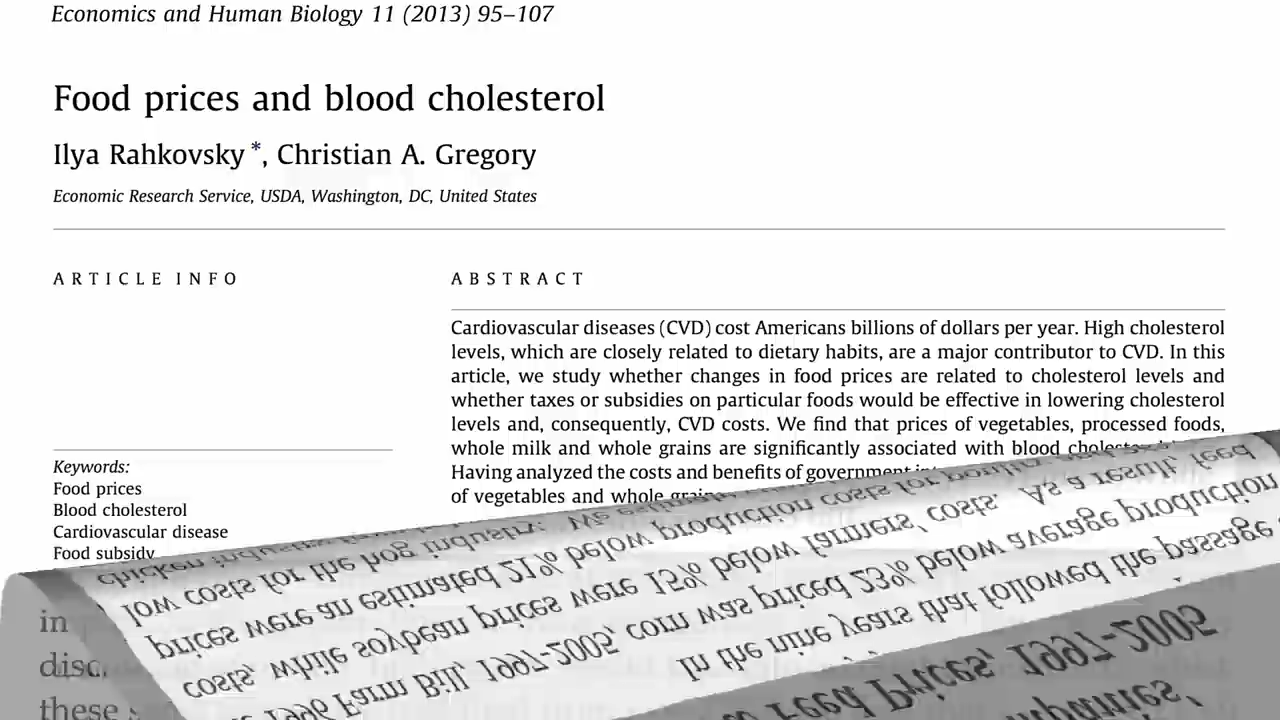 Economics and Human Biology 11 (2013) 95–107
Food prices and blood cholesterol
Ilya Rahkovsky *, Christian A. Gregory
Economic Research Service, USDA, Washington, DC, United States
ARTICLE INFO
Keywords:
Food prices
Blood cholesterol
Cardiovascular disease
Food subsidy
ABSTRACT
Cardiovascular diseases (CVD) cost Americans billions of dollars per year. High cholesterol
levels, which are closely related to dietary habits, are a major contributor to CVD. In this
article, we study whether changes in food prices are related to cholesterol levels and
whether taxes or subsidies on particular foods would be effective in lowering cholesterol
levels and, consequently, CVD costs. We find that prices of vegetables, processed foods,
whole milk and whole grains are significantly associated with blood
Having analyzed the costs and benefits of government
of vegetables and whole
Feed Prices, 1997-2005
In the nine years that followed the passage
1996 Farm Bill, 1997-2005, corn was priced 23% below average production
costs, while soybean prices were 15% below farmers' costs. As a result, feed
prices were an estimated 21% below production costs for
low costs for the hog industry. We
chicken
in
these